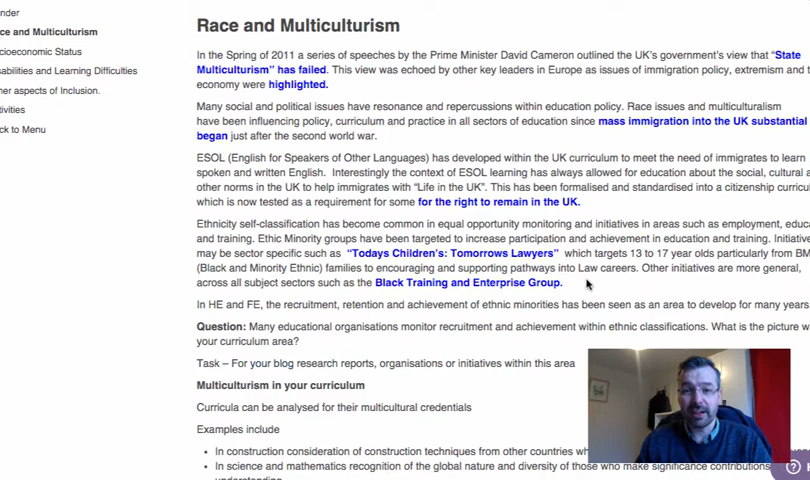 nder
ce and Multicultrism
cioeconomic Status
abilities and Learning Difficulties
her aspects of Inclusion.
tivities
ck to Menu
Race and Multiculturism
In the Spring of 2011 a series of speeches by the Prime Minister David Cameron outlined the UK's government's view that "State
Multiculturism" has failed. This view was echoed by other key leaders in Europe as issues of immigration policy, extremism and t
economy were highlighted.
Many social and political issues have resonance and repercussions within education policy. Race issues and multiculturalism
have been influencing policy, curriculum and practice in all sectors of education since mass immigration into the UK substantial
began just after the second world war.
ESOL (English for Speakers of Other Languages) has developed within the UK curriculum to meet the need of immigrates to learn
spoken and written English. Interestingly the context of ESOL learning has always allowed for education about the social, cultural a
other norms in the UK to help immigrates with "Life in the UK". This has been formalised and standardised into a citizenship curricu
which is now tested as a requirement for some for the right to remain in the UK.
Ethnicity self-classification has become common in equal opportunity monitoring and initiatives in areas such as employment, educa
and training. Ethic Minority groups have been targeted to increase participation and achievement in education and training. Initiative
may be sector specific such as "Todays Children's: Tomorrows Lawyers" which targets 13 to 17 year olds particularly from BM
(Black and Minority Ethnic) families to encouraging and supporting pathways into Law careers. Other initiatives are more general,
across all subject sectors such as the Black Training and Enterprise Group.
In HE and FE, the recruitment, retention and achievement of ethnic minorities has been seen as an area to develop for many years
Question: Many educational organisations monitor recruitment and achievement within ethnic classifications. What is the picture w
your curriculum area?
Task – For your blog research reports, organisations or initiatives within this area
Multiculturism in your curriculum
Curricula can be analysed for their multicultural credentials
Examples include
In construction consideration of construction techniques from other countries wh
In science and mathematics recognition of the global nature and diversity of those who make significance contributions